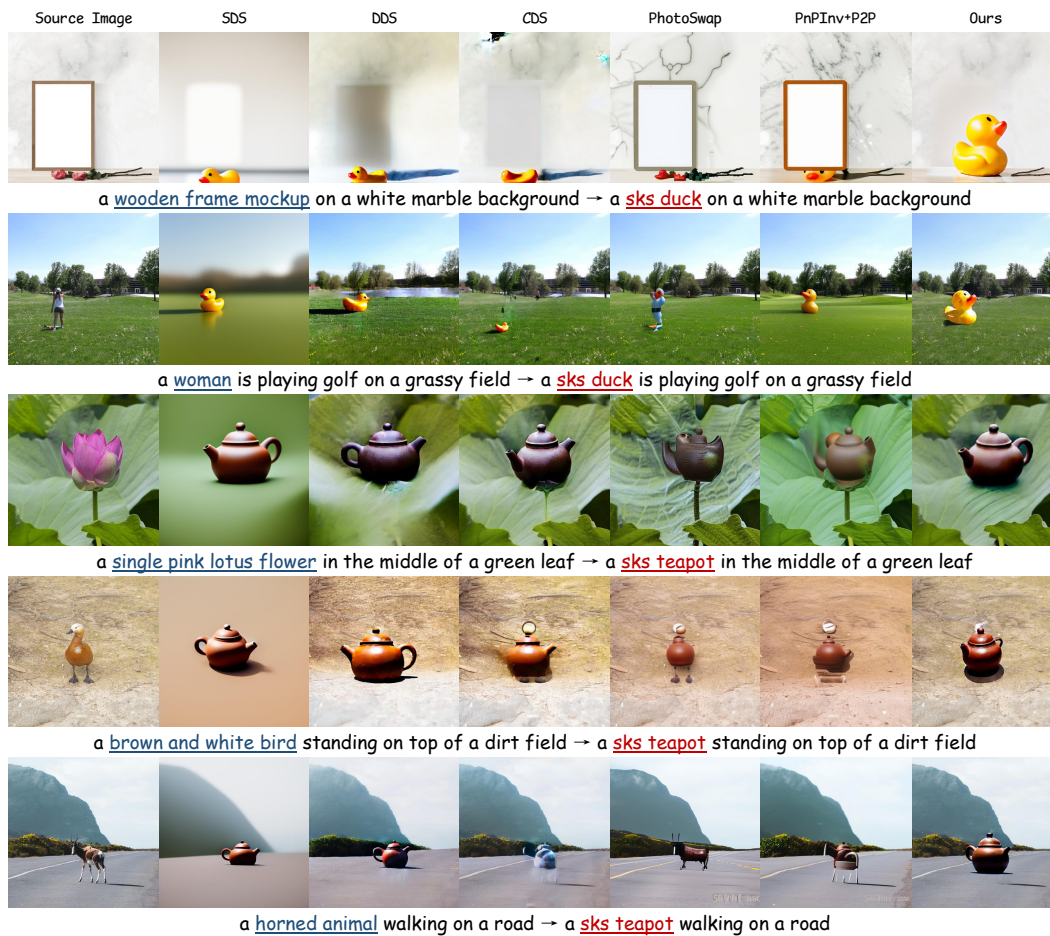 Source Image SDS DDS CDS PhotoSwap PnPInv+P2P Ours
a wooden frame mockup on a white marble background → a sks duck on a white marble background
a woman is playing golf on a grassy field → a sks duck is playing golf on a grassy field
a single pink lotus flower in the middle of a green leaf → a sks teapot in the middle of a green leaf
a brown and white bird standing on top of a dirt field → a sks teapot standing on top of a dirt field
a horned animal walking on a road → a sks teapot walking on a road